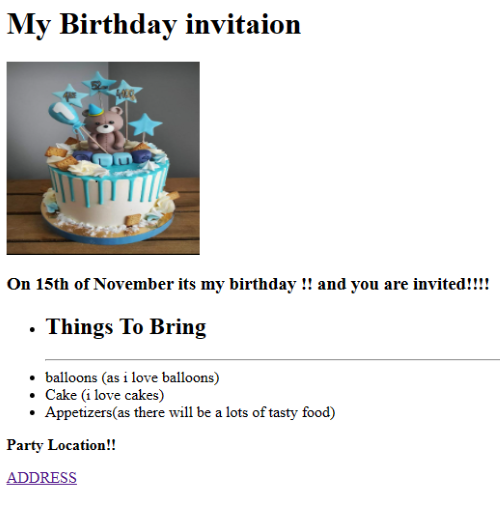 My Birthday invitaion
On 15th of November its my birthday !! and you are invited!!!!
Things To Bring
balloons (as i love balloons)
Cake (i love cakes)
Appetizers(as there will be a lots of tasty food)
Party Location!!
ADDRESS